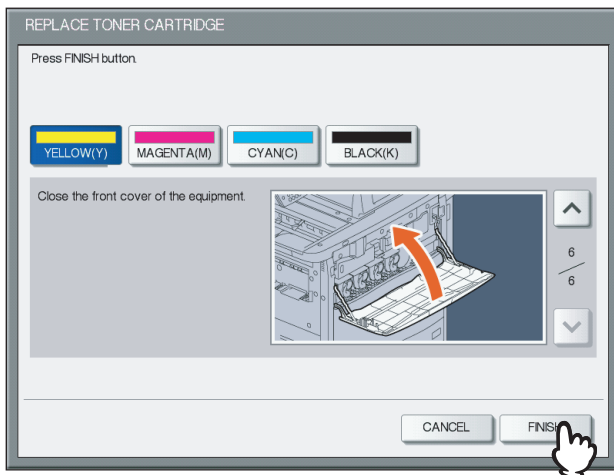 REPLACE TONER CARTRIDGE
Press FINISH button.
YELLOW(Y) MAGENTA(M) CYAN(C) BLACK(K)
Close the front cover of the equipment.
6
6
CANCEL FINISH